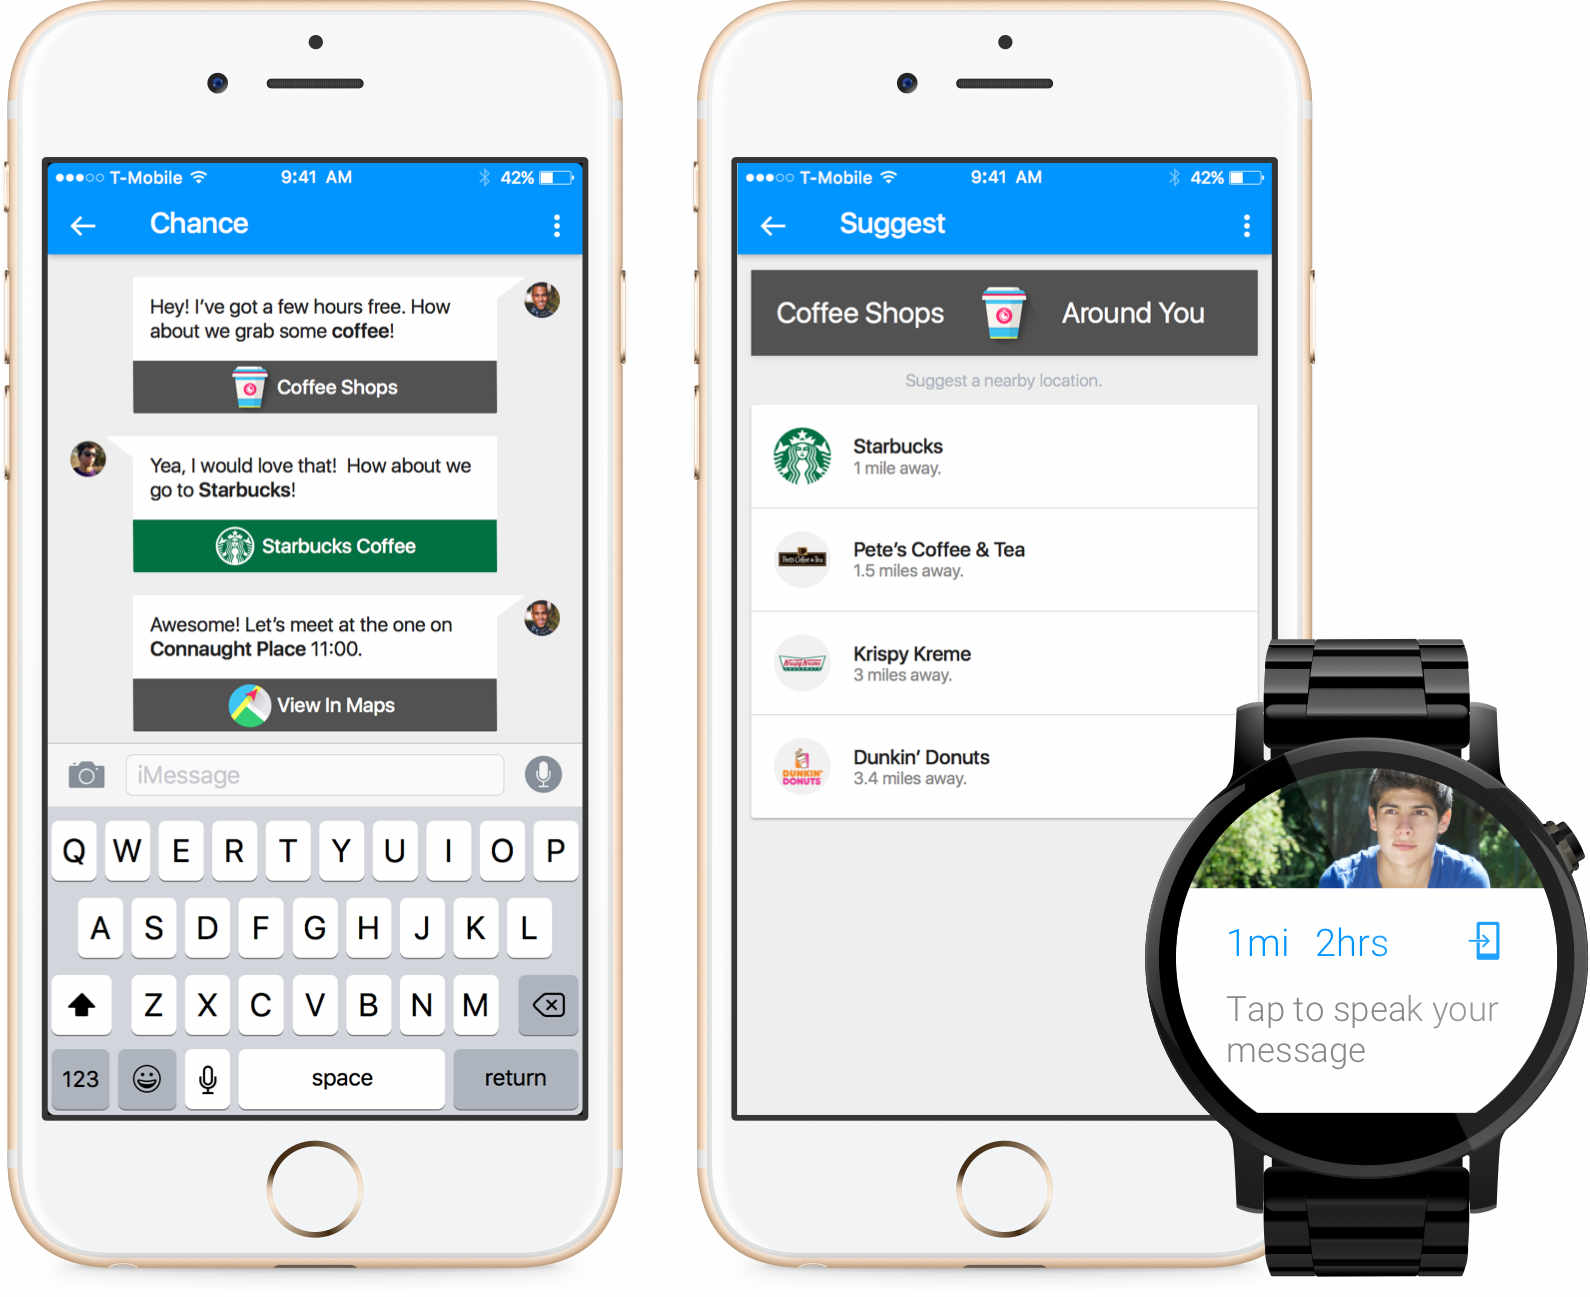 T-Mobile 9:41 AM 42%
Chance
Hey! I've got a few hours free. How
about we grab some coffee!
Coffee Shops
Yea, I would love that! How about we
go to Starbucks!
Starbucks Coffee
Awesome! Let's meet at the one on
Connaught Place 11:00.
View In Maps
iMessage
Q W E R T Y U I O P
A S D F G H J K L
Z X C V B N M
123 space return
T-Mobile 9:41 AM 42%
Suggest
Coffee Shops Around You
Suggest a nearby location.
Starbucks
1 mile away.
Pete's Coffee & Tea
1.5 miles away.
Krispy Kreme
Krispy Kreme
3 miles away.
DUNKIN'
DONUTS
Dunkin' Donuts
3.4 miles away.
1mi 2hrs
Tap to speak your
message